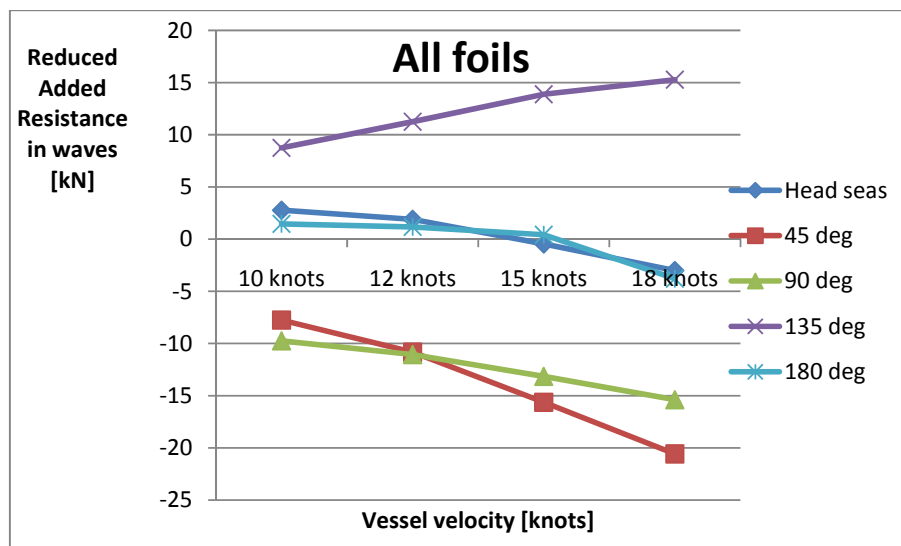 All foils
Reduced
Added
Resistance
in waves
[kN]
20
15
10
5
0
-5
-10
-15
-20
-25
10 knots
12 knots
15 knots
18 knots
Vessel velocity [knots]
Head seas
45 deg
90 deg
135 deg
180 deg